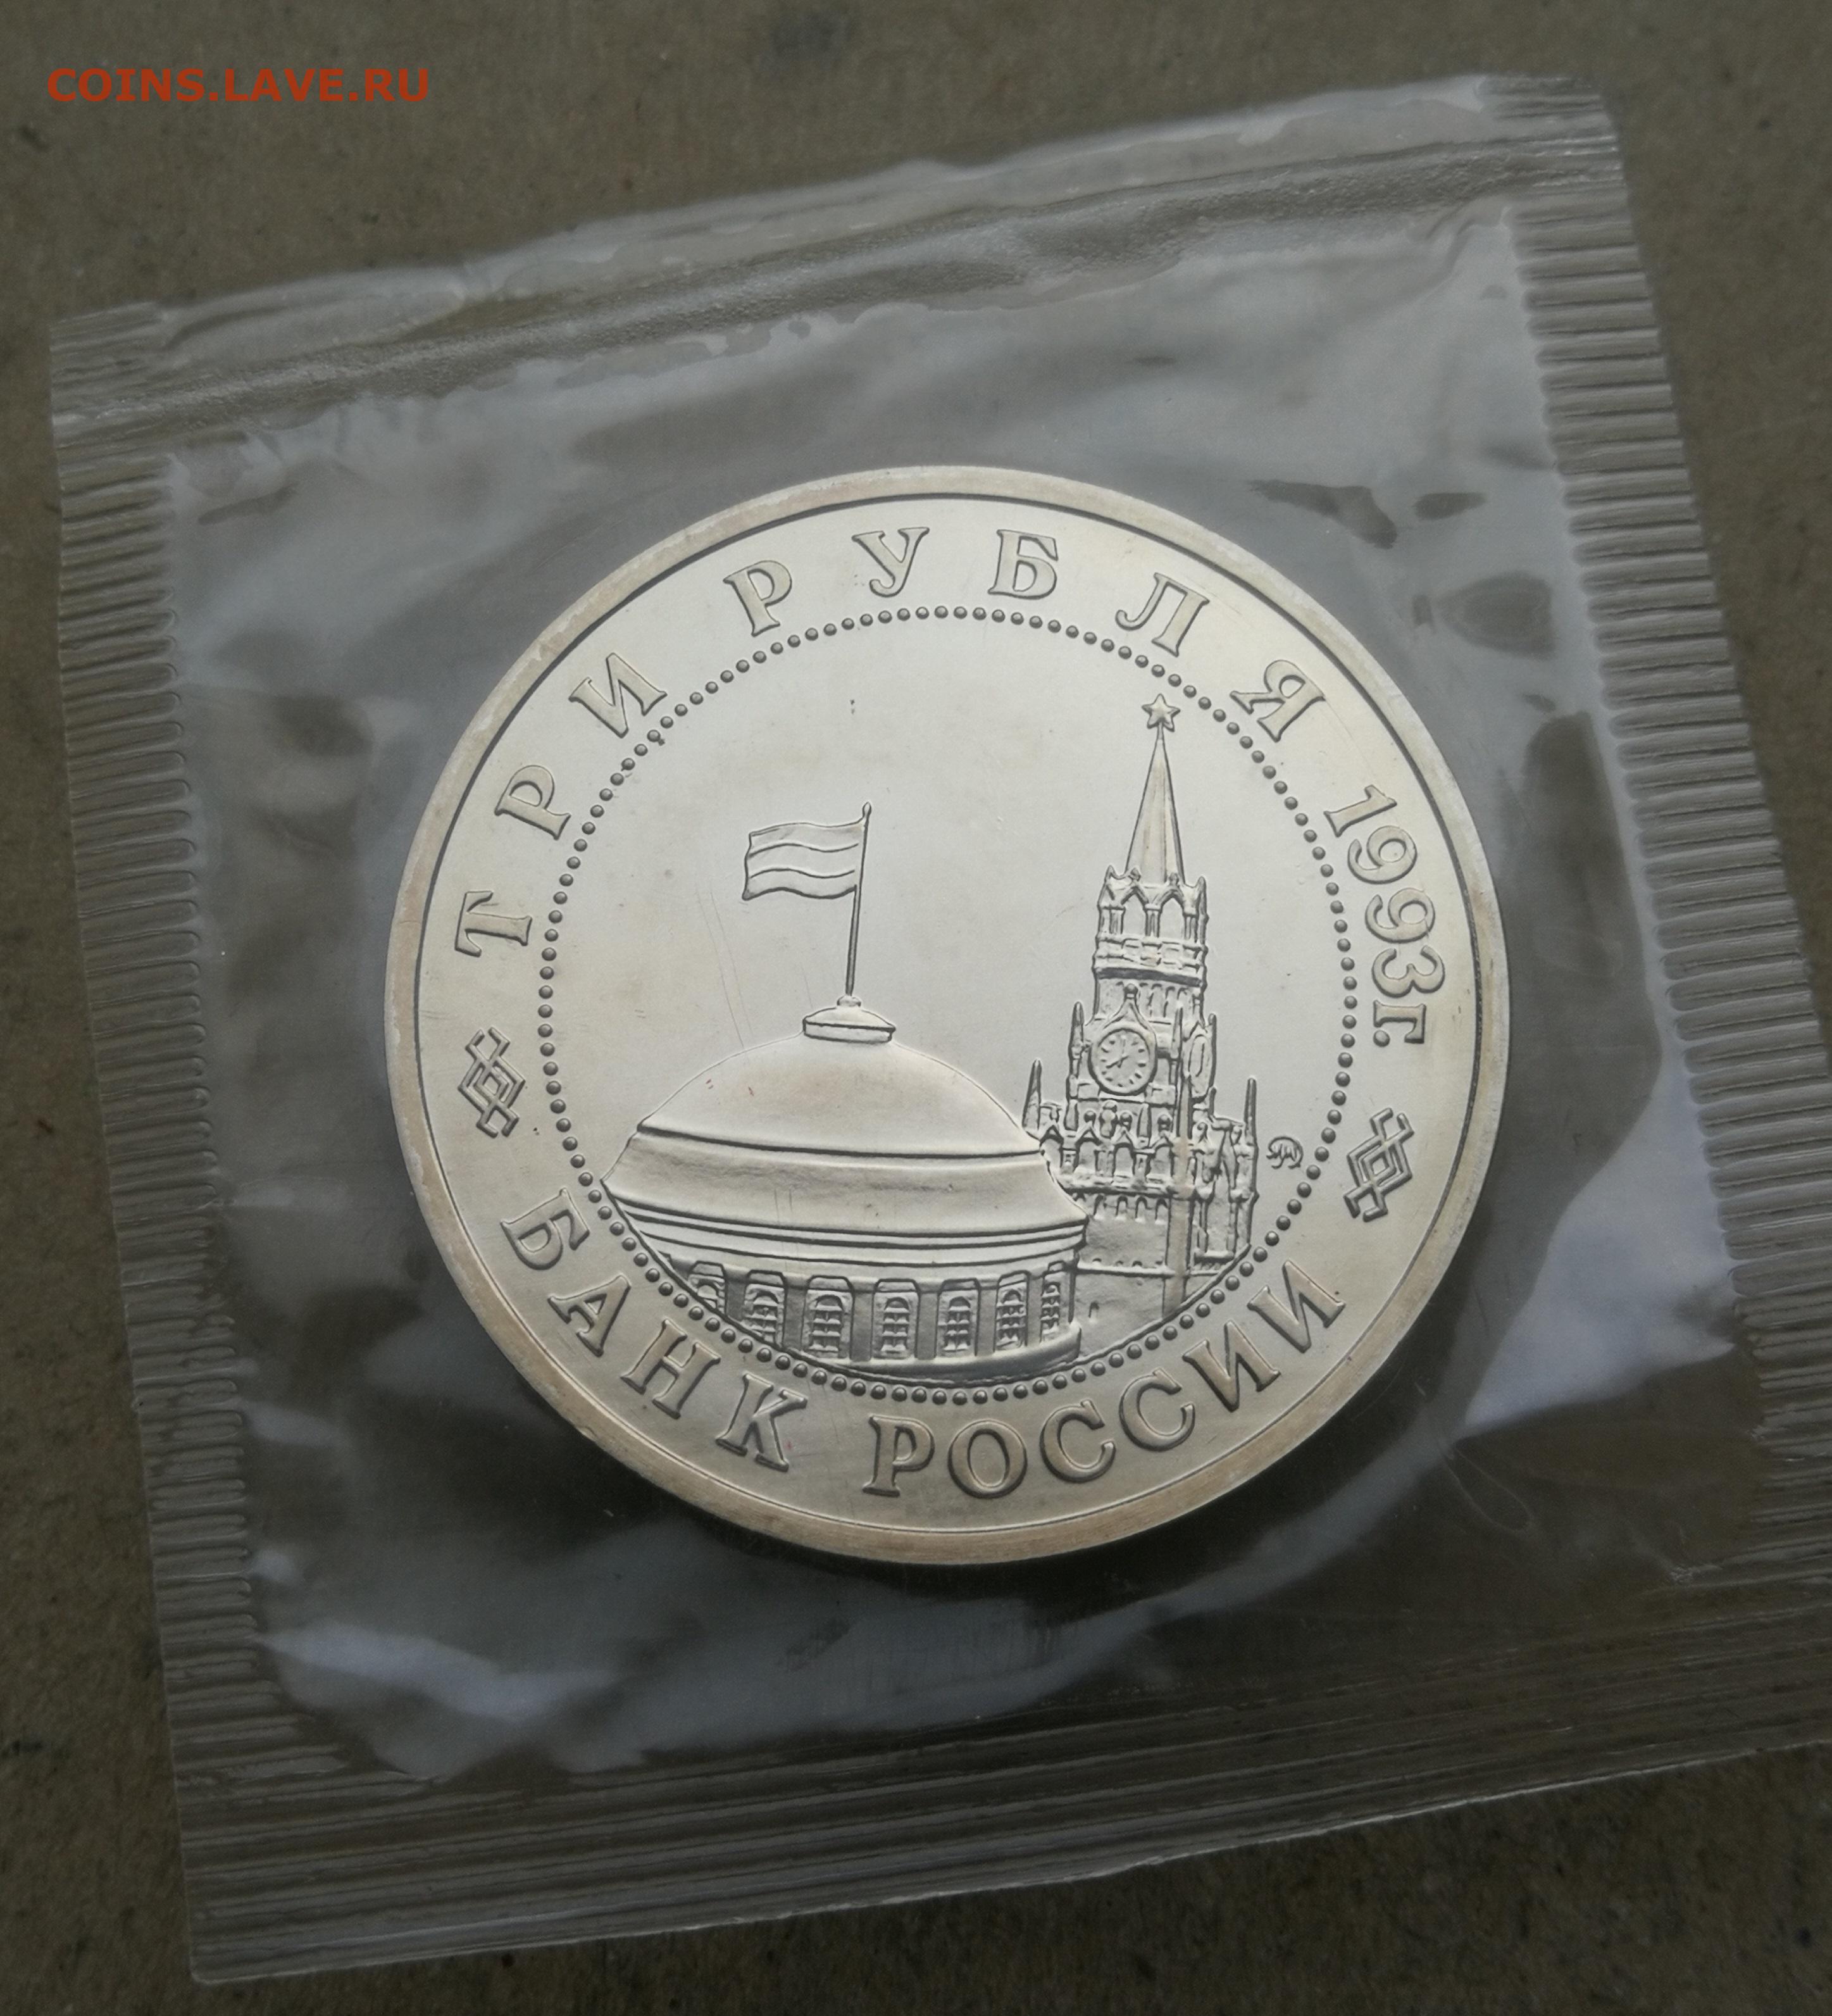 COINS.LAVE.RU
ТРИ РУБЛЯ 1993г.
БАНК РОССИИ